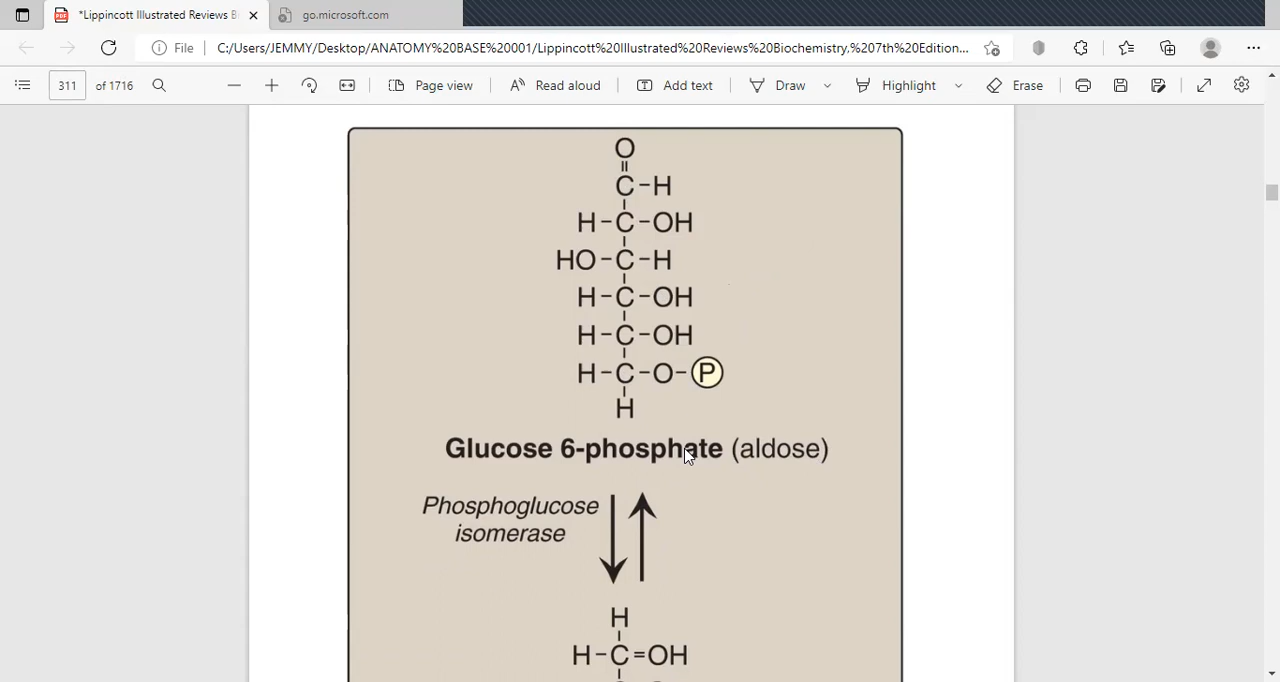 *Lippincott Illustrated Reviews B
go.microsoft.com
File
C:/Users/JEMMY/Desktop/ANATOMY%20BASE%20001/Lippincott%20Illustrated%20Reviews%20Biochemistry,%207th%20Edition...
311 of 1716
Page view
Read aloud
Add text
Draw
Highlight
Erase
O
C-H
H-C-OH
HO-C-H
H-C-OH
H-C-OH
H-C-O-P
H
Glucose 6-phosphate (aldose)
Phosphoglucose
isomerase
H
H-C=OH